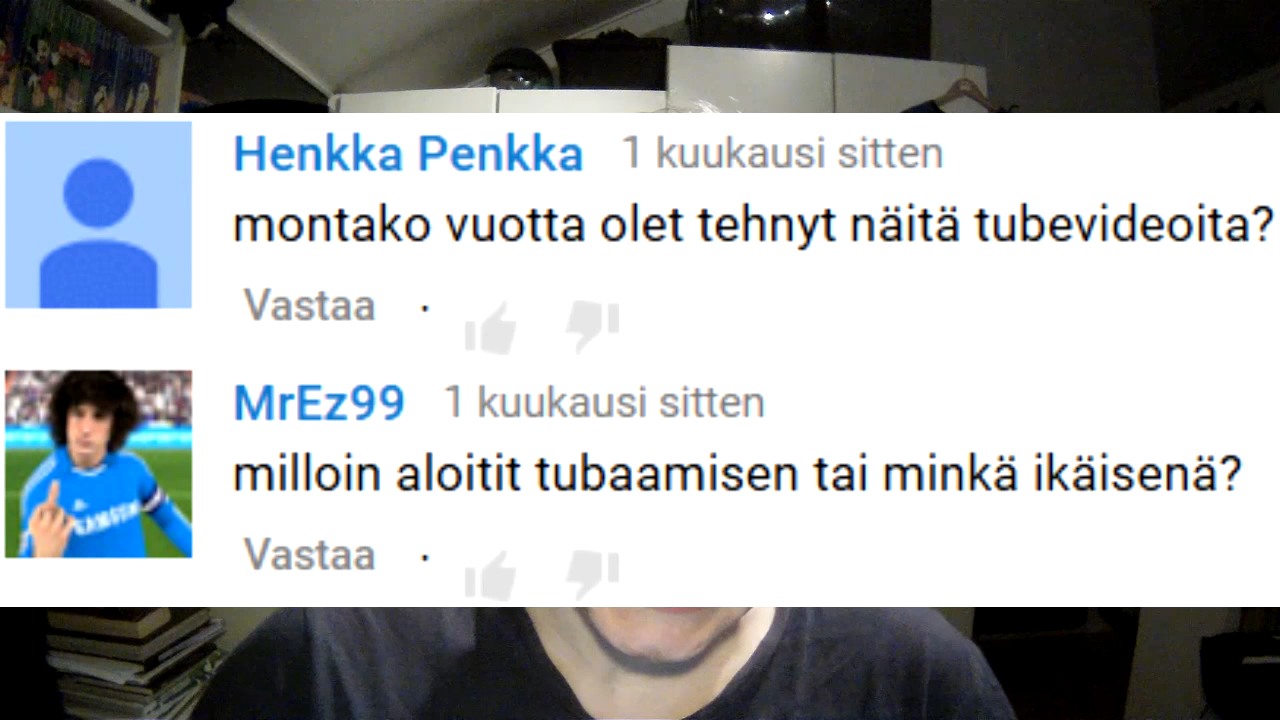 Henkka Penkka 1 kuukausi sitten
montako vuotta olet tehnyt näitä tubevideoita?
Vastaa ·
MrEz99 1 kuukausi sitten
milloin aloitit tubaamisen tai minkä ikäisenä?
SAMSUNG
Vastaa ·